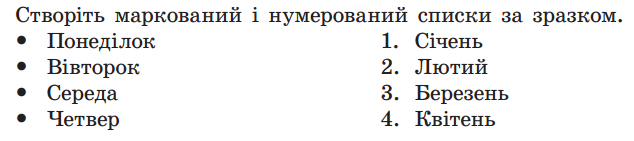 Створіть маркований і нумерований списки за зразком.
• Понеділок 1. Січень
• Вівторок 2. Лютий
• Середа 3. Березень
• Четвер 4. Квітень